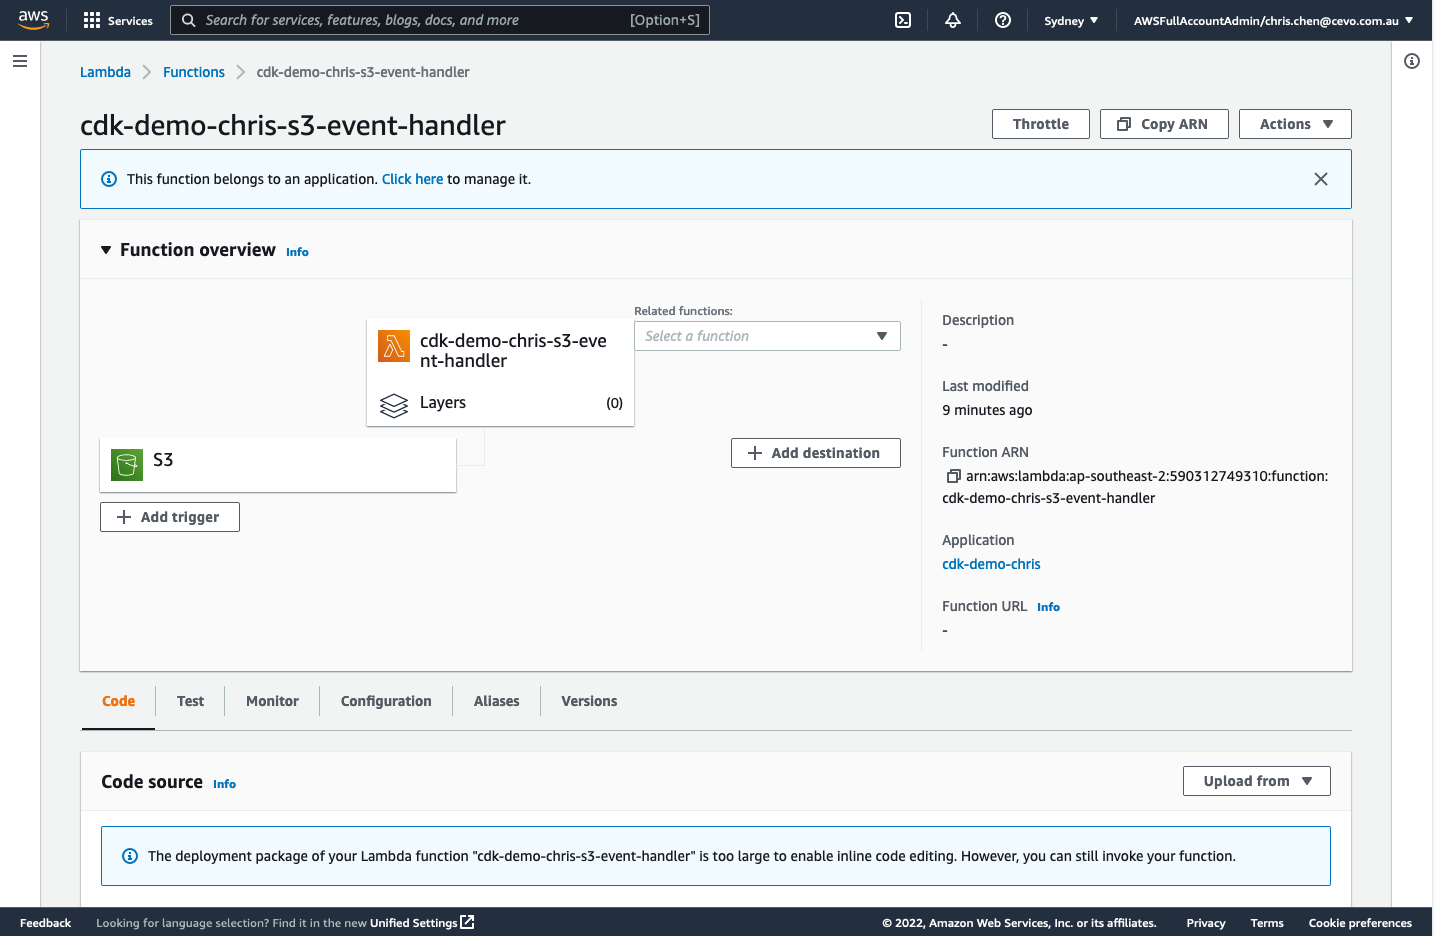 aws
Services
Search for services, features, blogs, docs, and more
[Option+S]
Sydney
AWSFullAccountAdmin/chris.chen@cevo.com.au
Lambda
Functions
cdk-demo-chris-s3-event-handler
cdk-demo-chris-s3-event-handler
Throttle
Copy ARN
Actions
This function belongs to an application. Click here to manage it.
Function overview Info
cdk-demo-chris-s3-eve
nt-handler
Layers
(0)
Related functions:
Select a function
S3
Add trigger
Add destination
Description
-
Last modified
9 minutes ago
Function ARN
arn:aws:lambda:ap-southeast-2:590312749310:function:
cdk-demo-chris-s3-event-handler
Application
cdk-demo-chris
Function URL Info
-
Code
Test
Monitor
Configuration
Aliases
Versions
Code source Info
Upload from
The deployment package of your Lambda function "cdk-demo-chris-s3-event-handler" is too large to enable inline code editing. However, you can still invoke your function.
Feedback
Looking for language selection? Find it in the new Unified Settings
© 2022, Amazon Web Services, Inc. or its affiliates.
Privacy
Terms
Cookie preferences